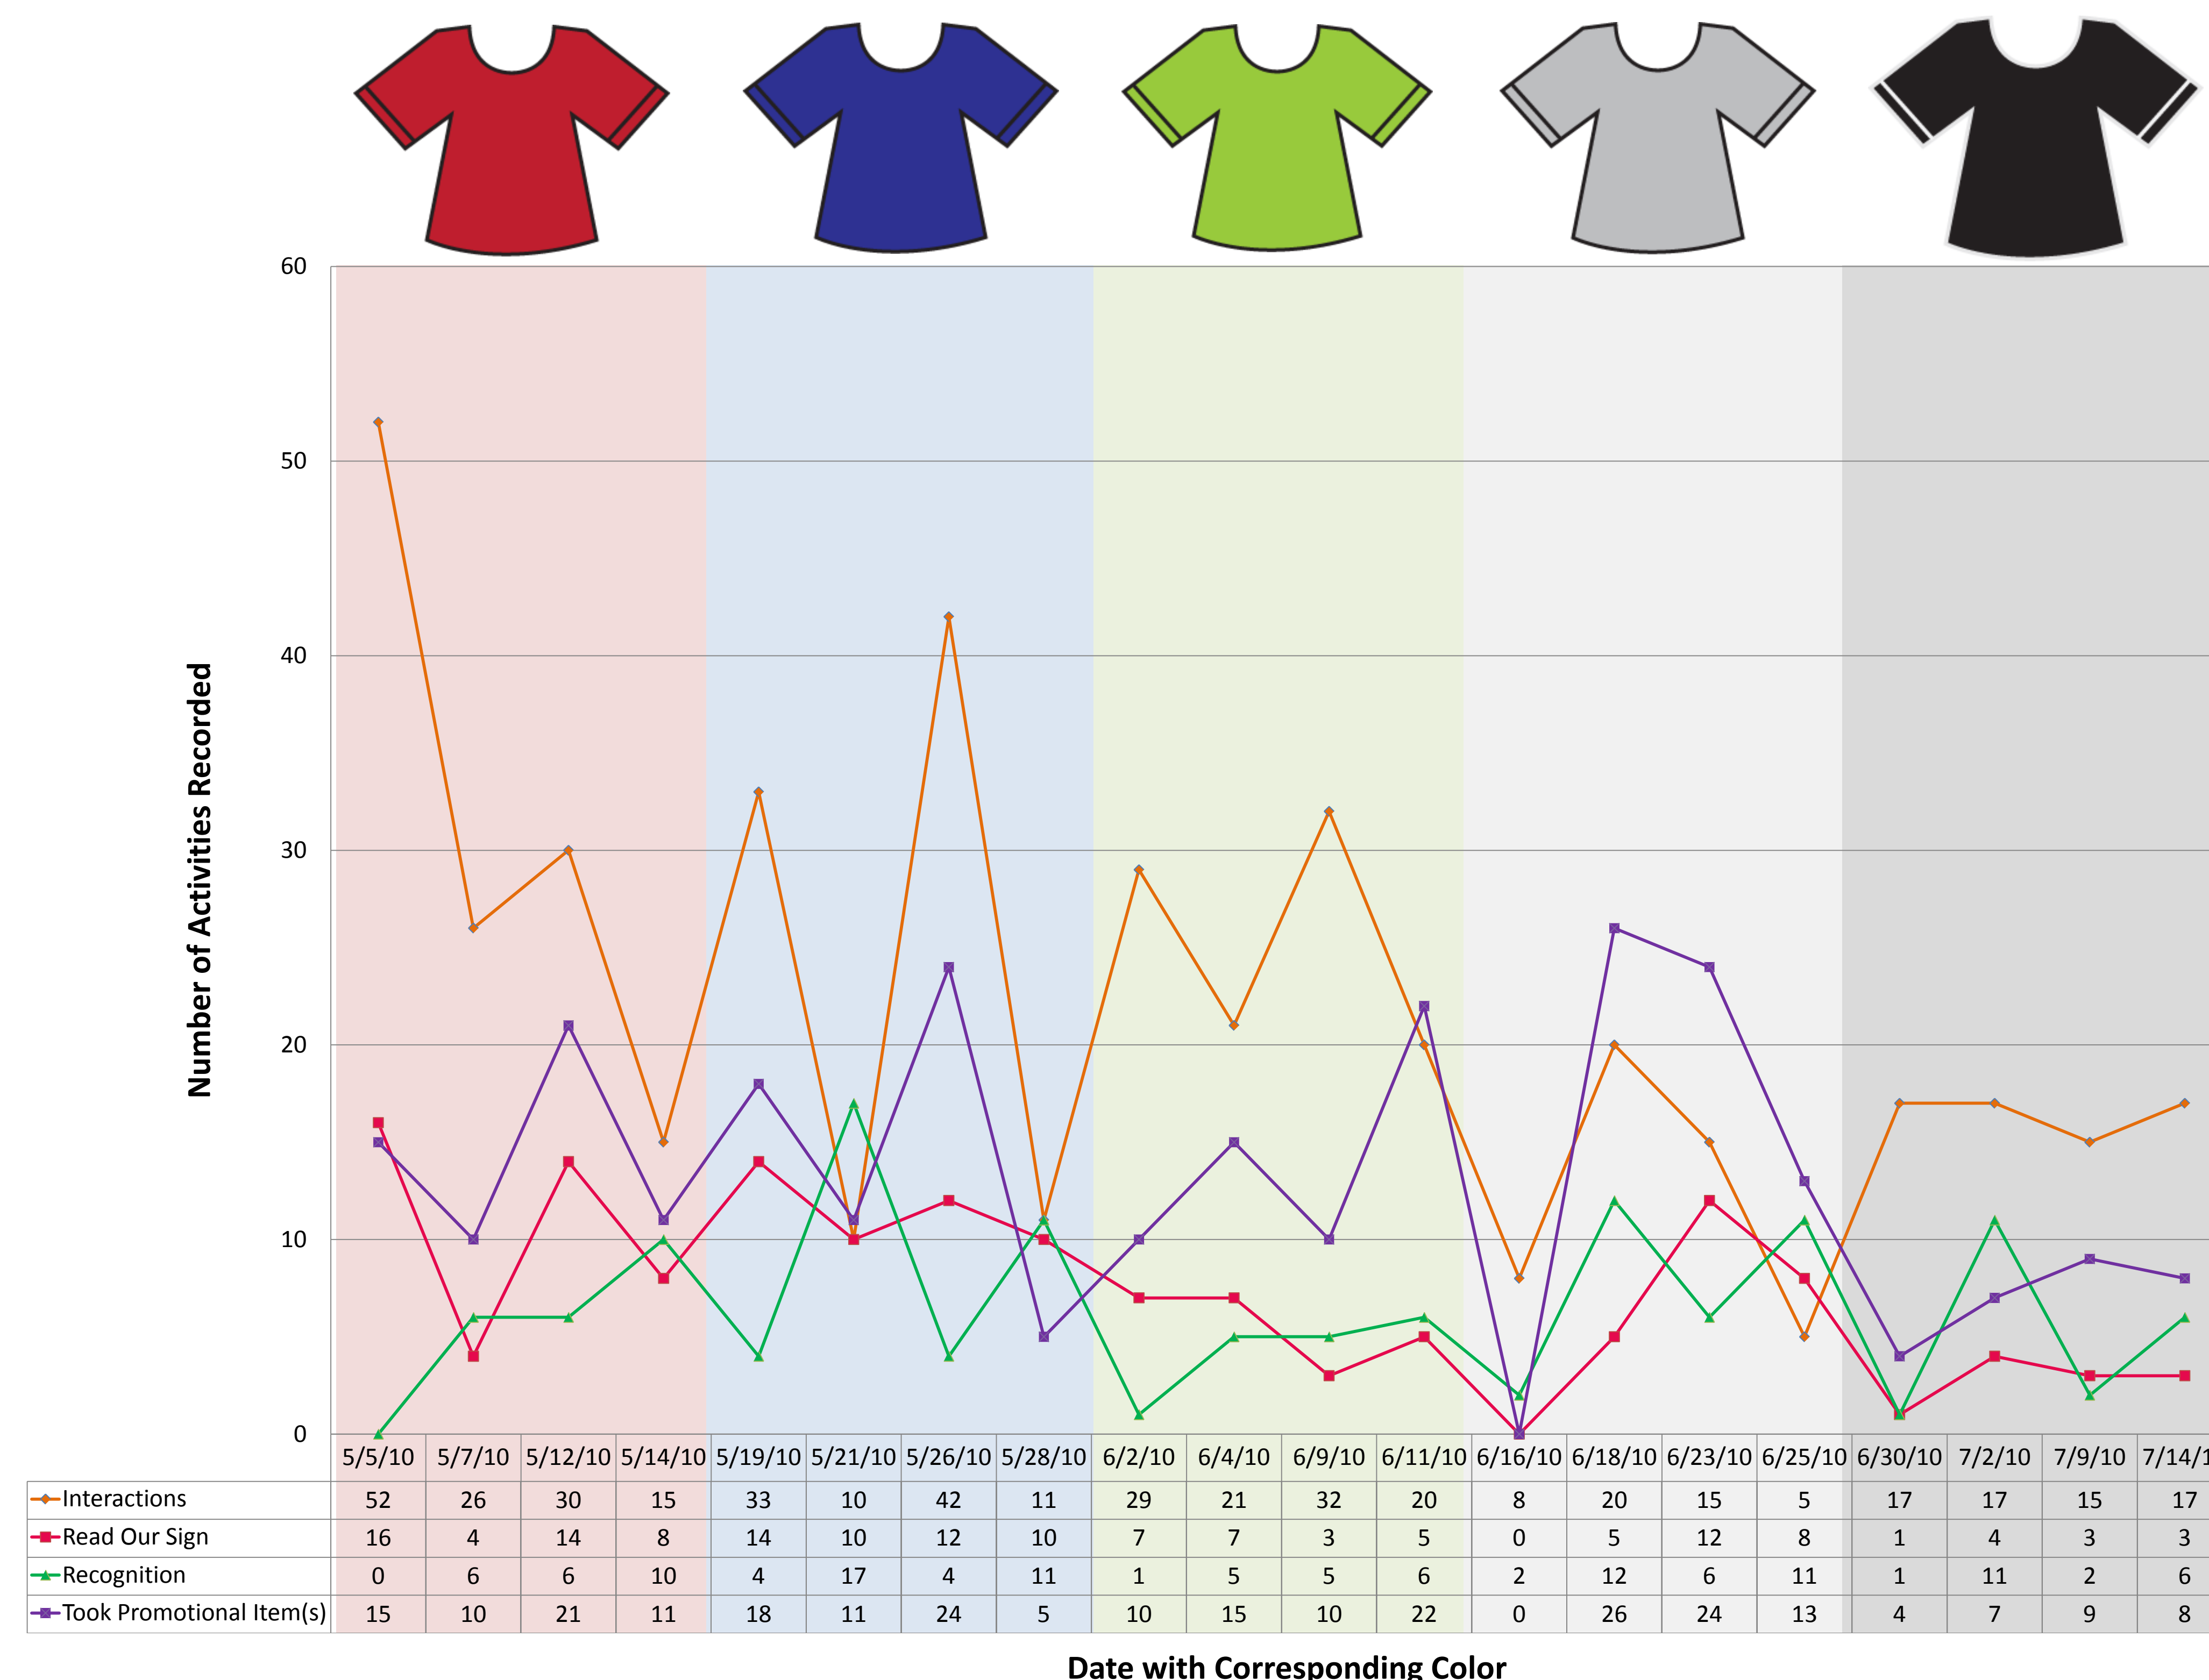 60
50
40
30
20
10
0
Number of Activities Recorded
5/5/10 5/7/10 5/12/10 5/14/10 5/19/10 5/21/10 5/26/10 5/28/10 6/2/10 6/4/10 6/9/10 6/11/10 6/16/10 6/18/10 6/23/10 6/25/10 6/30/10 7/2/10 7/9/10 7/14/1
Interactions 52 26 30 15 33 10 42 11 29 21 32 20 8 20 15 5 17 17 15 17
Read Our Sign 16 4 14 8 14 10 12 10 7 7 3 5 0 5 12 8 1 4 3 3
Recognition 0 6 6 10 4 17 4 11 1 5 5 6 2 12 6 11 1 11 2 6
Took Promotional Item(s) 15 10 21 11 18 11 24 5 10 15 10 22 0 26 24 13 4 7 9 8
Date with Corresponding Color